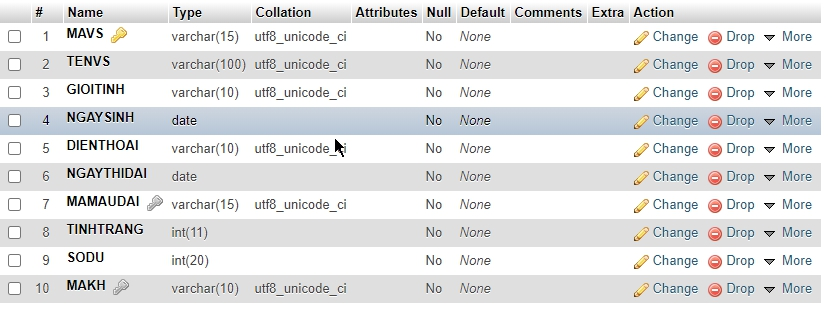 # Name Type Collation Attributes Null Default Comments Extra Action
1 MAVS varchar(15) utf8_unicode_ci No None Change Drop More
2 TENVS varchar(100) utf8_unicode_ci No None Change Drop More
3 GIOITINH varchar(10) utf8_unicode_ci No None Change Drop More
4 NGAYSINH date No None Change Drop More
5 DIENTHOAI varchar(10) utf8_unicode_ci No None Change Drop More
6 NGAYTHIDAI date No None Change Drop More
7 MAMAUDAI varchar(15) utf8_unicode_ci No None Change Drop More
8 TINHTRANG int(11) No None Change Drop More
9 SODU int(20) No None Change Drop More
10 MAKH varchar(10) utf8_unicode_ci No None Change Drop More